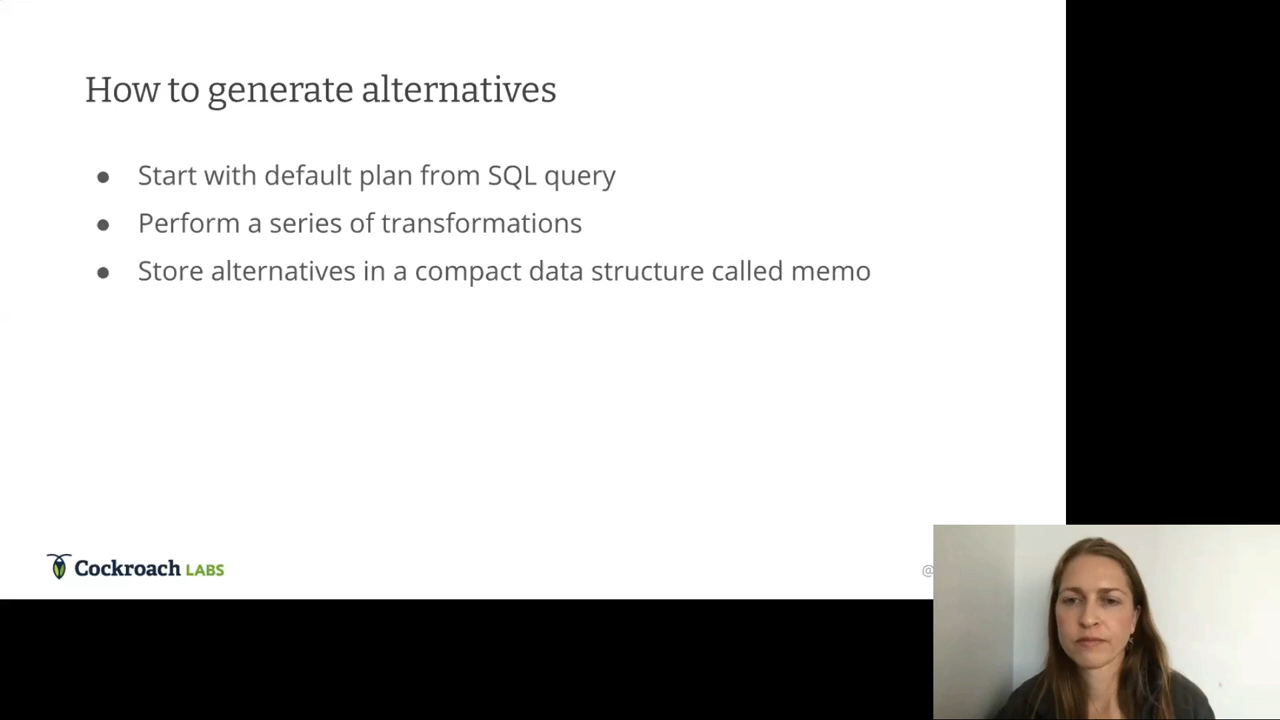 How to generate alternatives
● Start with default plan from SQL query
● Perform a series of transformations
● Store alternatives in a compact data structure called memo
Cockroach LABS
@